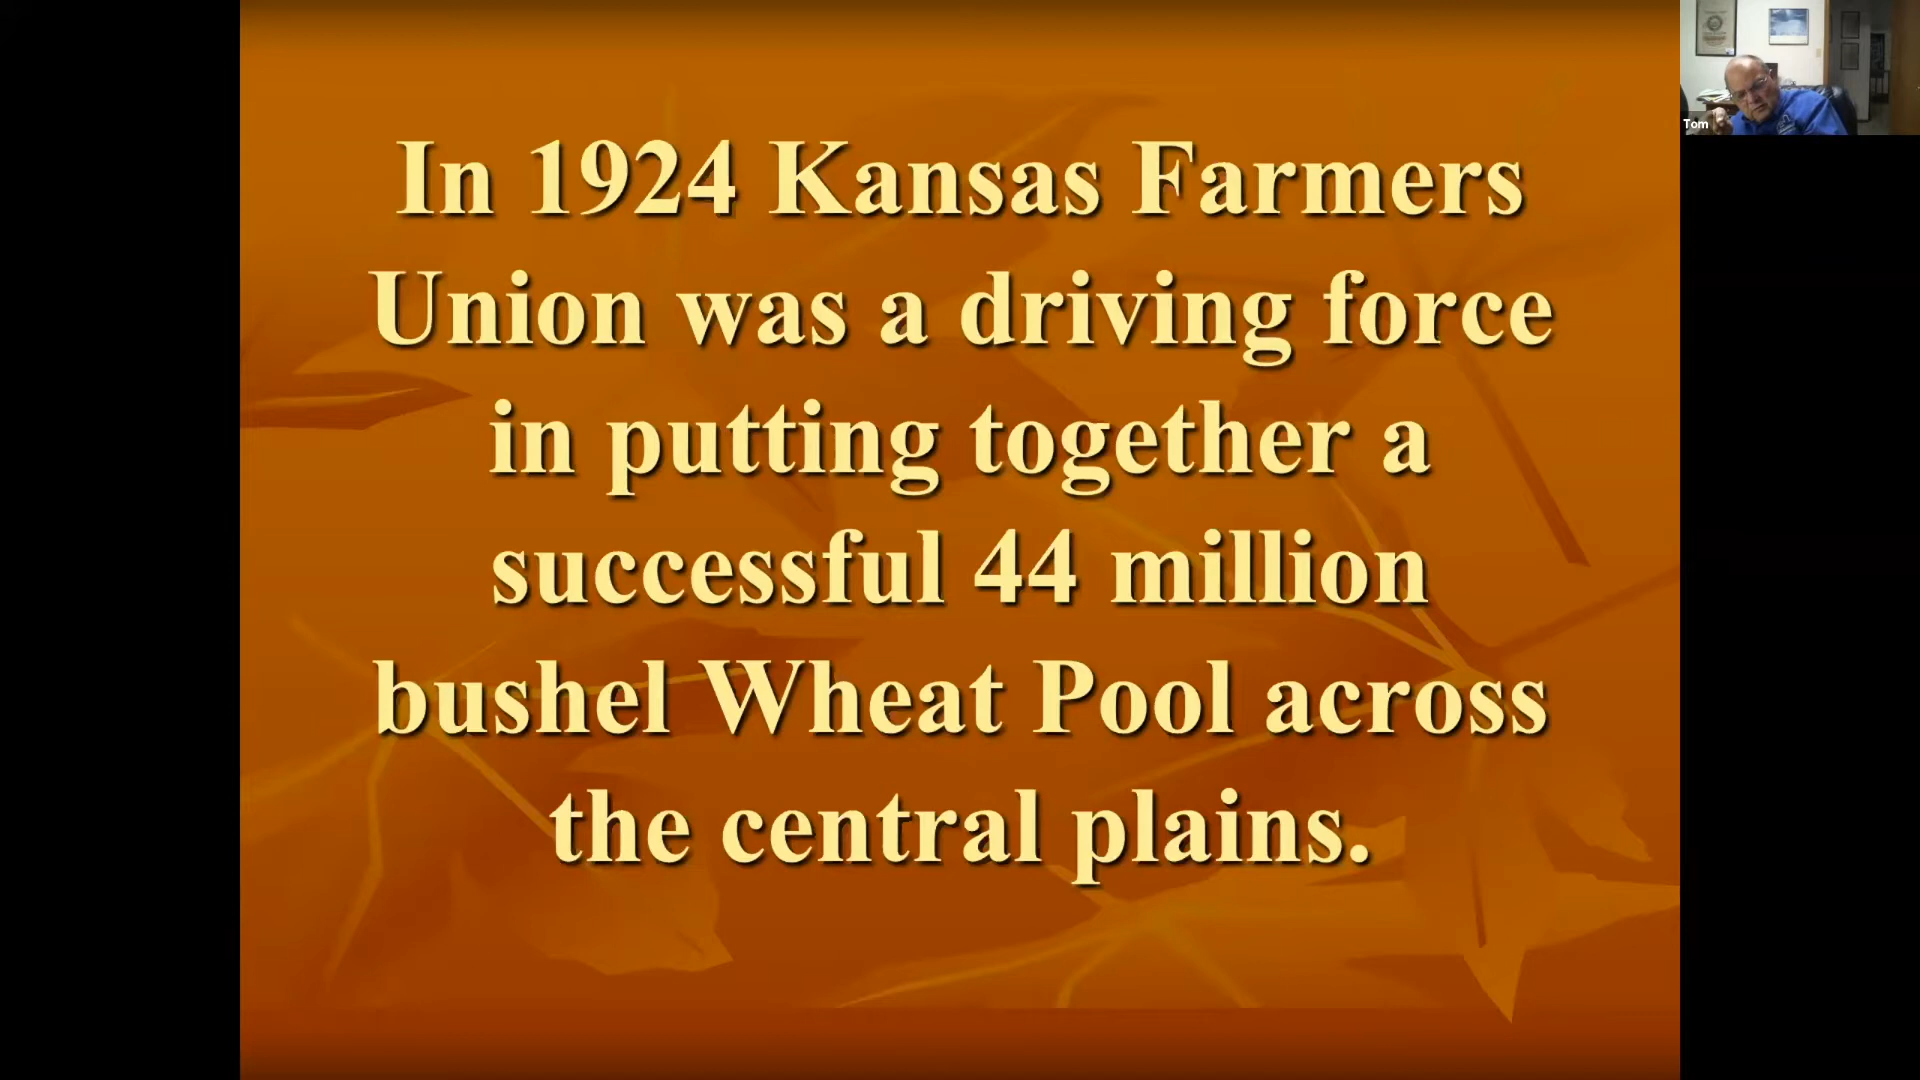 In 1924 Kansas Farmers
Union was a driving force
in putting together a
successful 44 million
bushel Wheat Pool across
the central plains.
Tom